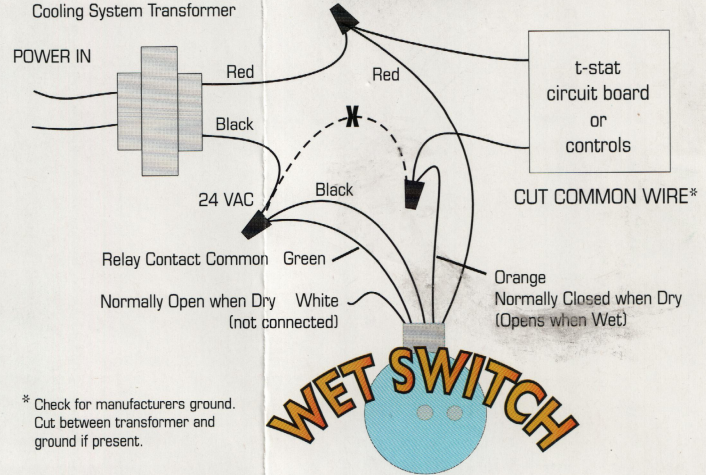 Cooling System Transformer
POWER IN
Red
Red
t-stat
circuit board
or
controls
Black
24 VAC
Black
CUT COMMON WIRE*
Relay Contact Common Green
Orange
Normally Closed when Dry
(Opens when Wet)
Normally Open when Dry White
(not connected)
WET SWITCH
* Check for manufacturers ground.
Cut between transformer and
ground if present.